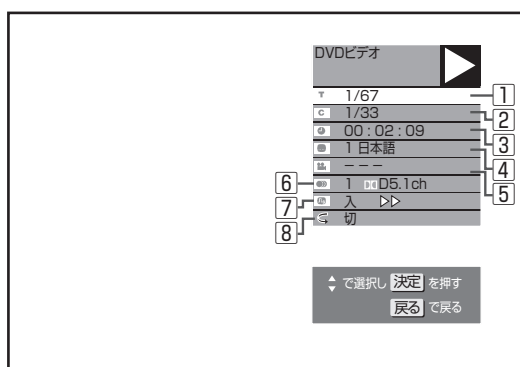 DVDビデオ
T 1/67 1
C 1/33 2
00 : 02 : 09 3
1 日本語 4
--- 5
6 1 DD D5.1ch
7 入
8 切
で選択し 決定 を押す
戻る で戻る